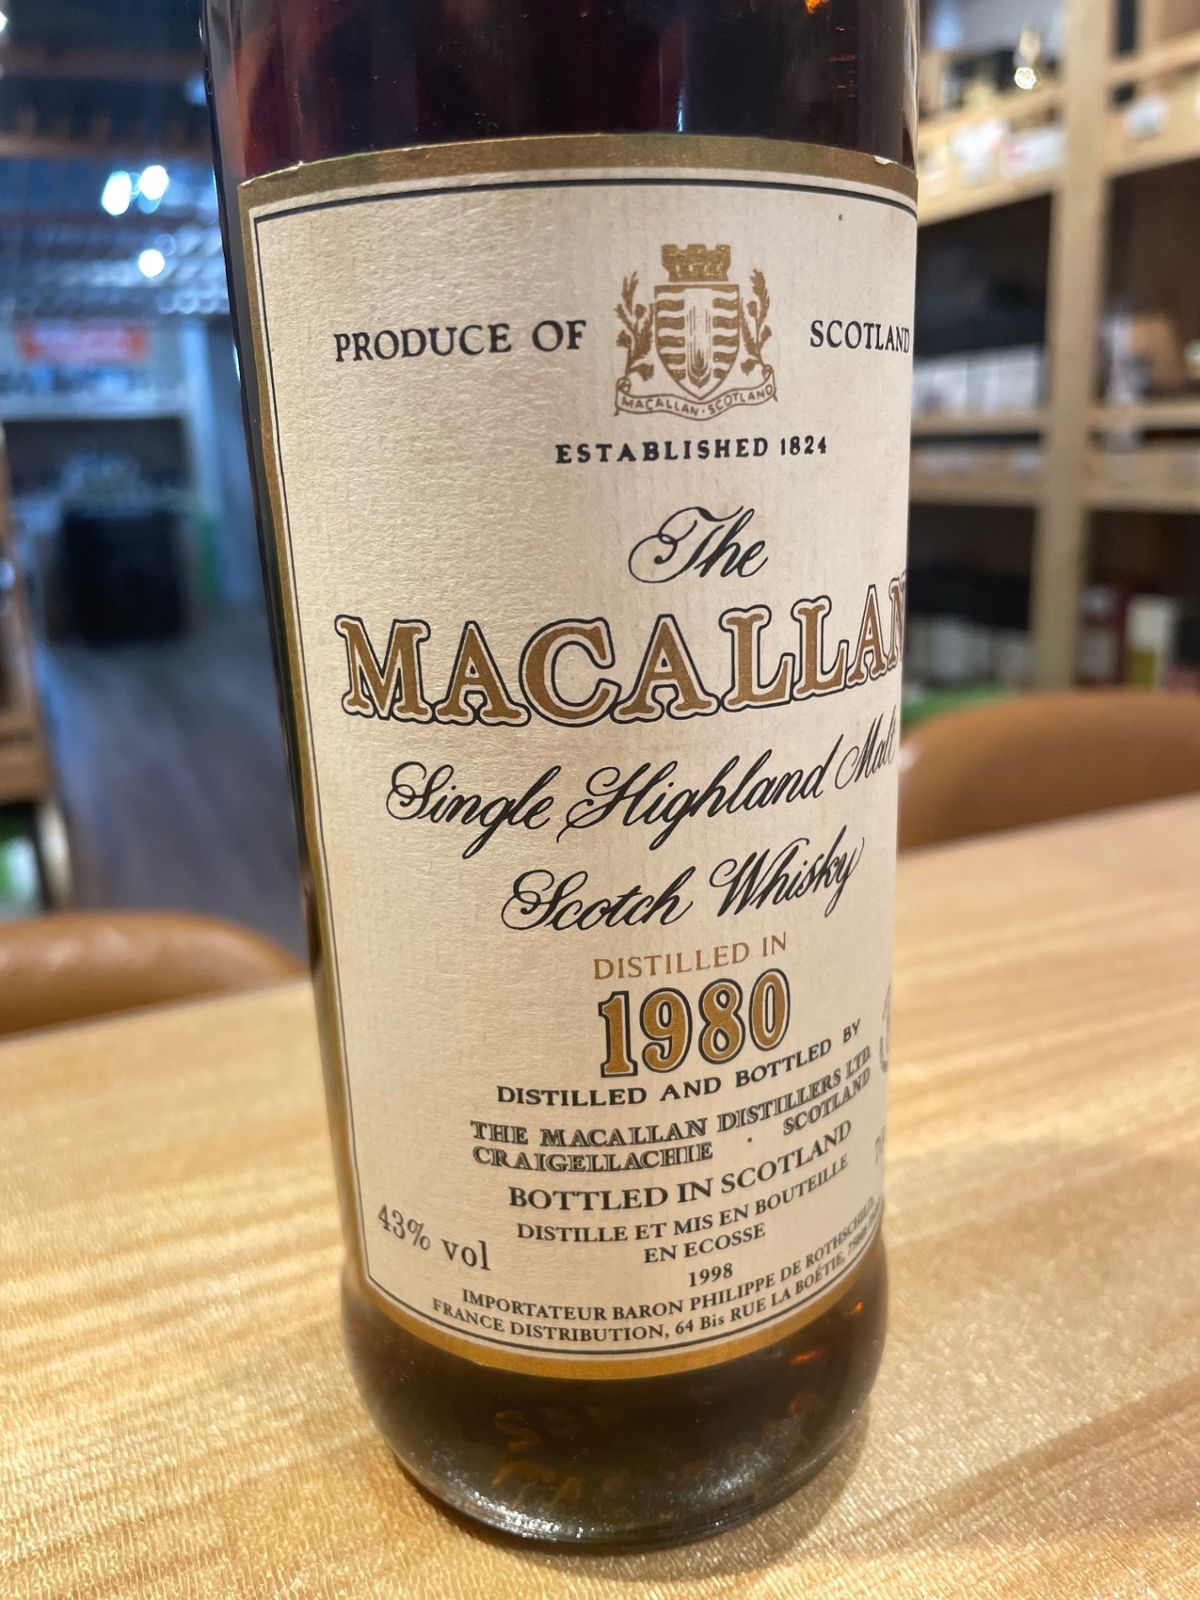 PRODUCE OF SCOTLAND
MACALLAN · SCOTLAND
ESTABLISHED 1824
The
MACALLAN
Single Highland Malt
Scotch Whisky
DISTILLED IN
1980
DISTILLED AND BOTTLED BY
THE MACALLAN DISTILLERS LTD.
CRAIGELLACHIE · SCOTLAND
BOTTLED IN SCOTLAND
DISTILLE ET MIS EN BOUTEILLE
EN ECOSSE
43% vol
1998
IMPORTATEUR BARON PHILIPPE DE ROTHSCHILD
FRANCE DISTRIBUTION, 64 Bis RUE LA BOÉTIE,